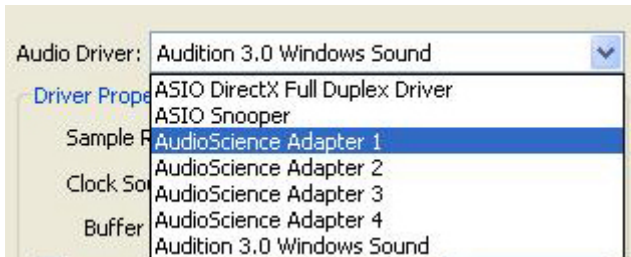 Audio Driver: Audition 3.0 Windows Sound
Driver Prope
ASIO DirectX Full Duplex Driver
ASIO Snooper
Sample R
AudioScience Adapter 1
AudioScience Adapter 2
Clock Sou
AudioScience Adapter 3
Buffer
AudioScience Adapter 4
Audition 3.0 Windows Sound